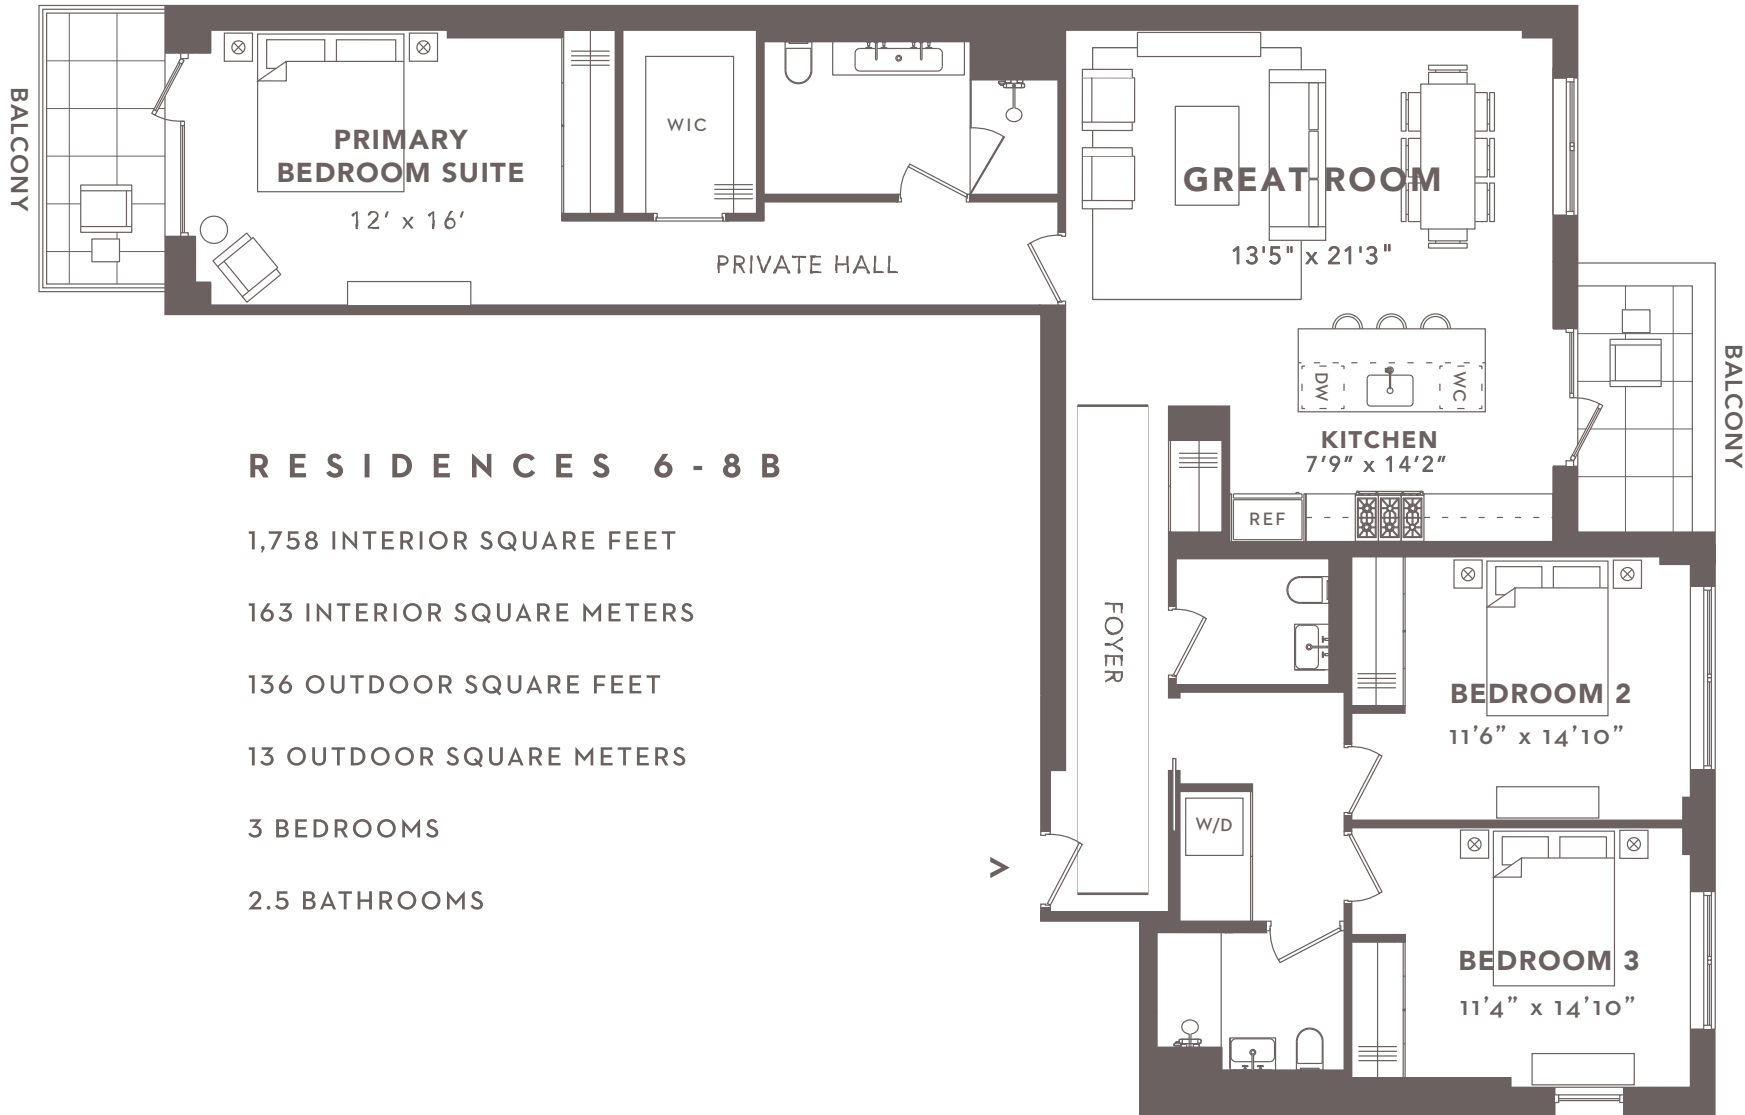 BALCONY
PRIMARY
BEDROOM SUITE
12' x 16'
WIC
PRIVATE HALL
GREAT ROOM
13'5" x 21'3"
DW
WC
KITCHEN
7'9" x 14'2"
REF
BALCONY
RESIDENCES 6-8B
1,758 INTERIOR SQUARE FEET
163 INTERIOR SQUARE METERS
136 OUTDOOR SQUARE FEET
13 OUTDOOR SQUARE METERS
3 BEDROOMS
2.5 BATHROOMS
>
FOYER
W/D
BEDROOM 2
11'6" x 14'10"
BEDROOM 3
11'4" x 14'10"